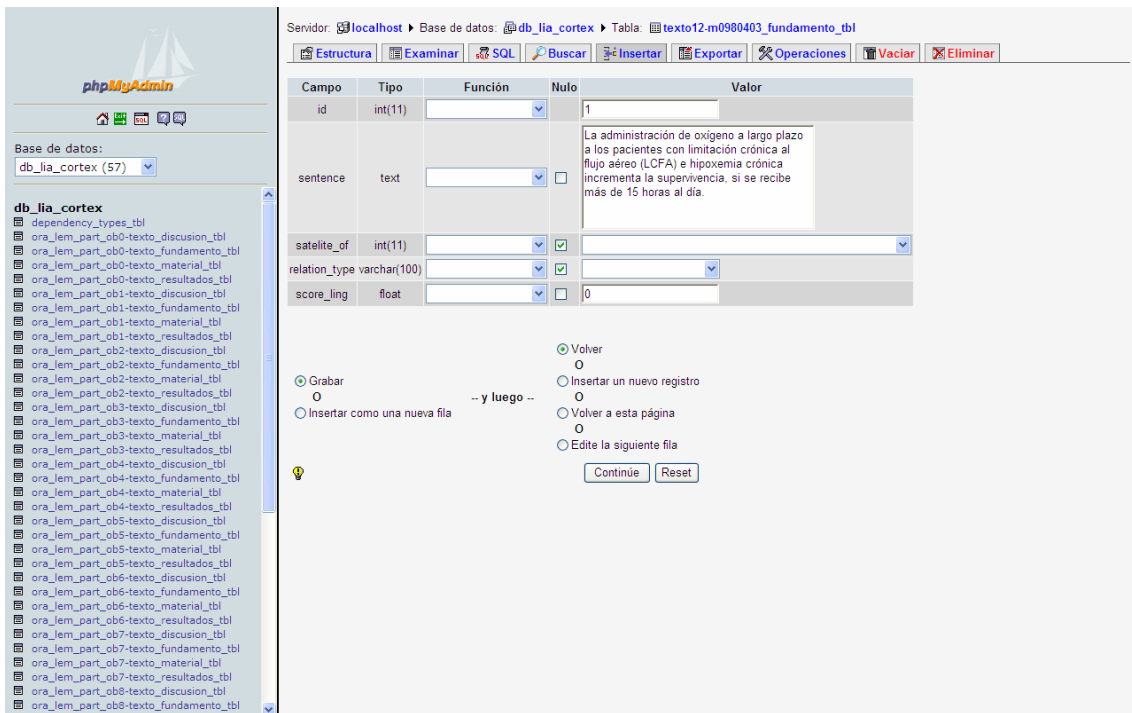 phpMyAdmin
Base de datos:
db_lia_cortex (57)
db_lia_cortex
dependency_types_tbl
ora_lem_part_ob0-texto_discusion_tbl
ora_lem_part_ob0-texto_fundamento_tbl
ora_lem_part_ob0-texto_material_tbl
ora_lem_part_ob0-texto_resultados_tbl
ora_lem_part_ob1-texto_discusion_tbl
ora_lem_part_ob1-texto_fundamento_tbl
ora_lem_part_ob1-texto_material_tbl
ora_lem_part_ob1-texto_resultados_tbl
ora_lem_part_ob2-texto_discusion_tbl
ora_lem_part_ob2-texto_fundamento_tbl
ora_lem_part_ob2-texto_material_tbl
ora_lem_part_ob2-texto_resultados_tbl
ora_lem_part_ob3-texto_discusion_tbl
ora_lem_part_ob3-texto_fundamento_tbl
ora_lem_part_ob3-texto_material_tbl
ora_lem_part_ob3-texto_resultados_tbl
ora_lem_part_ob4-texto_discusion_tbl
ora_lem_part_ob4-texto_fundamento_tbl
ora_lem_part_ob4-texto_material_tbl
ora_lem_part_ob4-texto_resultados_tbl
ora_lem_part_ob5-texto_discusion_tbl
ora_lem_part_ob5-texto_fundamento_tbl
ora_lem_part_ob5-texto_material_tbl
ora_lem_part_ob5-texto_resultados_tbl
ora_lem_part_ob6-texto_discusion_tbl
ora_lem_part_ob6-texto_fundamento_tbl
ora_lem_part_ob6-texto_material_tbl
ora_lem_part_ob6-texto_resultados_tbl
ora_lem_part_ob7-texto_discusion_tbl
ora_lem_part_ob7-texto_fundamento_tbl
ora_lem_part_ob7-texto_material_tbl
ora_lem_part_ob7-texto_resultados_tbl
ora_lem_part_ob8-texto_discusion_tbl
ora_lem_part_ob8-texto_fundamento_tbl
Servidor: localhost ▸ Base de datos: db_lia_cortex ▸ Tabla: texto12-m0980403_fundamento_tbl
Estructura Examinar SQL Buscar Insertar Exportar Operaciones Vaciar Eliminar
Campo Tipo Función Nulo Valor
id int(11) 1
sentence text
La administración de oxígeno a largo plazo
a los pacientes con limitación crónica al
flujo aéreo (LCFA) e hipoxemia crónica
incrementa la supervivencia, si se recibe
más de 15 horas al día.
satelite_of int(11)
relation_type varchar(100)
score_ling float 0
Grabar
O
Insertar como una nueva fila
-- y luego --
Volver
O
Insertar un nuevo registro
O
Volver a esta página
O
Edite la siguiente fila
Continúe Reset